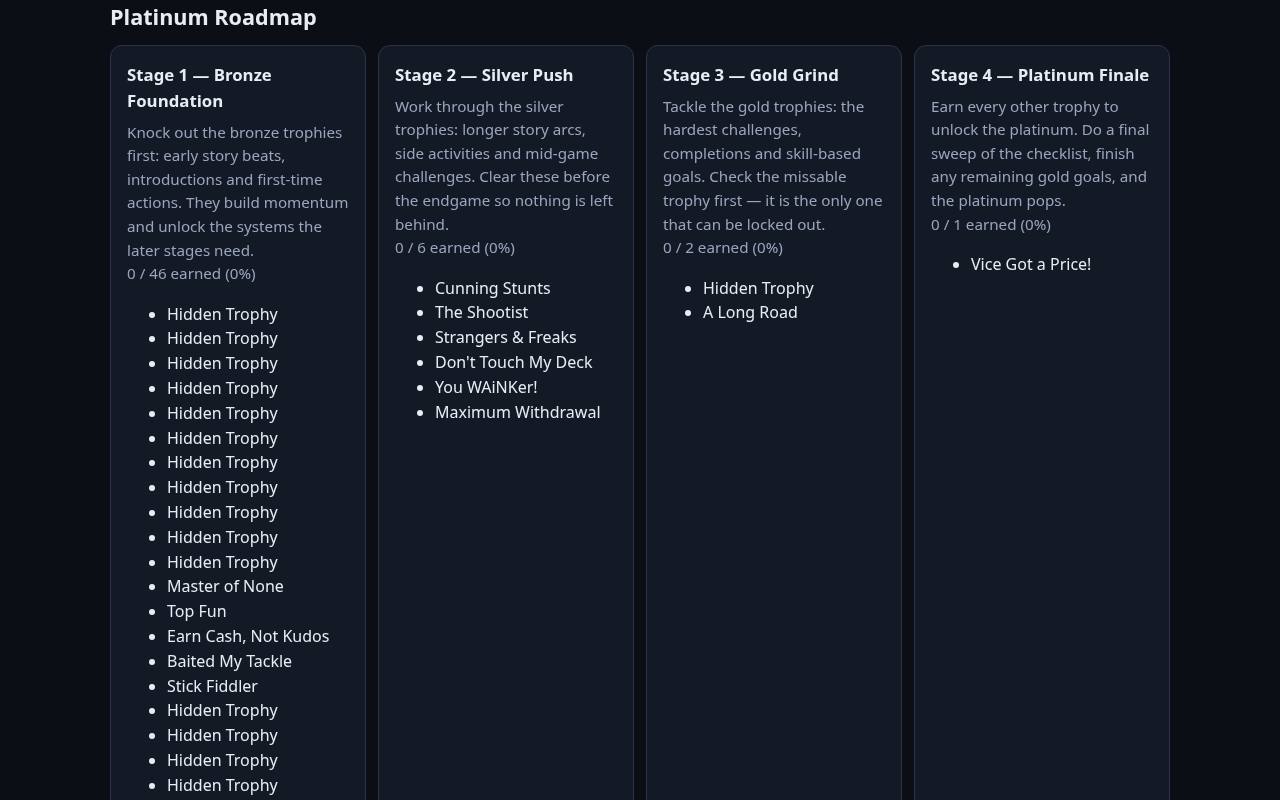 Platinum Roadmap
Stage 1 — Bronze
Foundation
Knock out the bronze trophies
first: early story beats,
introductions and first-time
actions. They build momentum
and unlock the systems the
later stages need.
0 / 46 earned (0%)
Hidden Trophy
Hidden Trophy
Hidden Trophy
Hidden Trophy
Hidden Trophy
Hidden Trophy
Hidden Trophy
Hidden Trophy
Hidden Trophy
Hidden Trophy
Hidden Trophy
Master of None
Top Fun
Earn Cash, Not Kudos
Baited My Tackle
Stick Fiddler
Hidden Trophy
Hidden Trophy
Hidden Trophy
Hidden Trophy
Stage 2 — Silver Push
Work through the silver
trophies: longer story arcs,
side activities and mid-game
challenges. Clear these before
the endgame so nothing is left
behind.
0 / 6 earned (0%)
Cunning Stunts
The Shootist
Strangers & Freaks
Don't Touch My Deck
You WAiNKer!
Maximum Withdrawal
Stage 3 — Gold Grind
Tackle the gold trophies: the
hardest challenges,
completions and skill-based
goals. Check the missable
trophy first — it is the only one
that can be locked out.
0 / 2 earned (0%)
Hidden Trophy
A Long Road
Stage 4 — Platinum Finale
Earn every other trophy to
unlock the platinum. Do a final
sweep of the checklist, finish
any remaining gold goals, and
the platinum pops.
0 / 1 earned (0%)
Vice Got a Price!